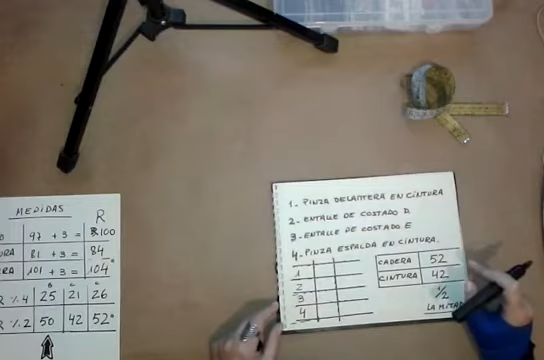 MEDIDAS
R
97 + 3 = 100
URA 81 + 3 = 84
ERA 101 + 3 = 104
R %4 25 21 26
R %2 50 42 52
1- PINZA DELANTERA EN CINTURA
2- ENTALLE DE COSTADO D
3- ENTALLE DE COSTADO E
4- PINZA ESPALDA EN CINTURA.
1
2
3
4
CADERA 52
CINTURA 42
1/2
LA MITAD